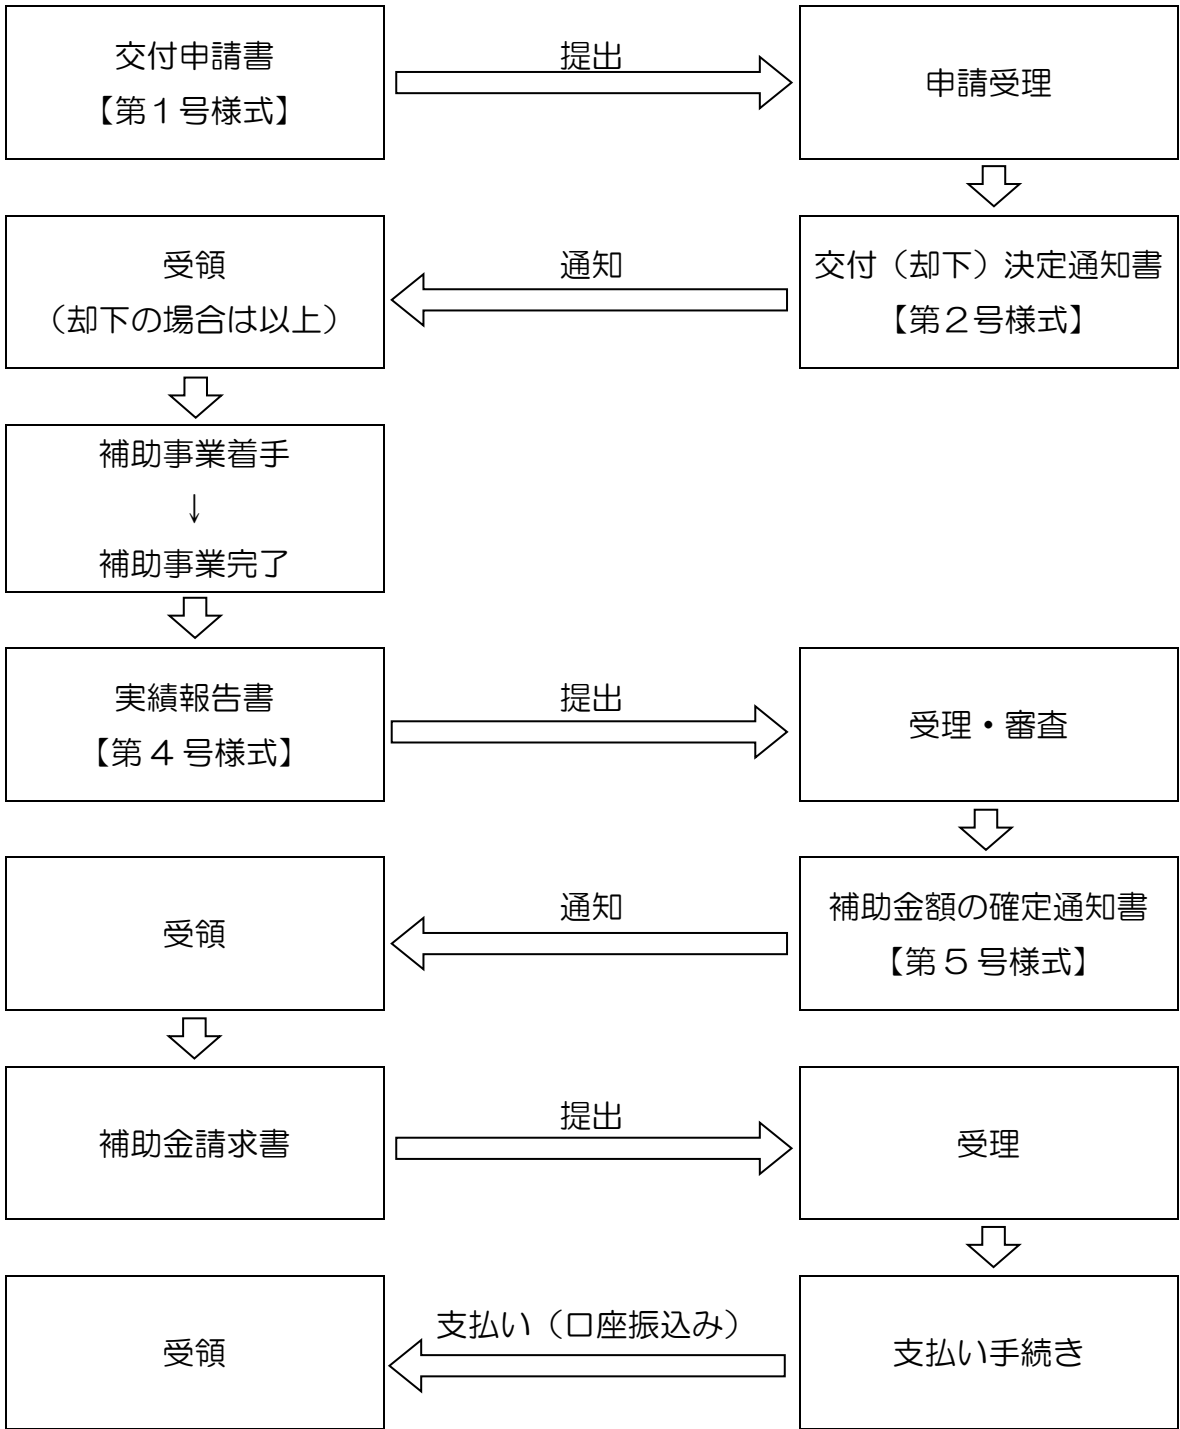 交付申請書
【第１号様式】
提出
申請受理
受領
（却下の場合は以上）
通知
交付（却下）決定通知書
【第２号様式】
補助事業着手
↓
補助事業完了
実績報告書
【第４号様式】
提出
受理・審査
受領
通知
補助金額の確定通知書
【第５号様式】
補助金請求書
提出
受理
受領
支払い（口座振込み）
支払い手続き